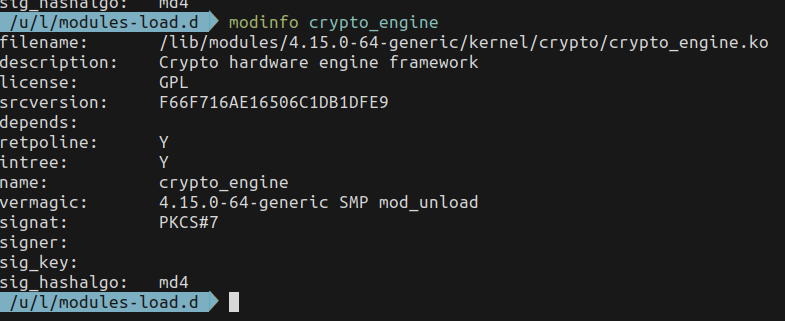 sig_hashalgo: md4
/u/l/modules-load.d modinfo crypto_engine
filename: /lib/modules/4.15.0-64-generic/kernel/crypto/crypto_engine.ko
description: Crypto hardware engine framework
license: GPL
srcversion: F66F716AE16506C1DB1DFE9
depends:
retpoline: Y
intree: Y
name: crypto_engine
vermagic: 4.15.0-64-generic SMP mod_unload
signat: PKCS#7
signer:
sig_key:
sig_hashalgo: md4
/u/l/modules-load.d